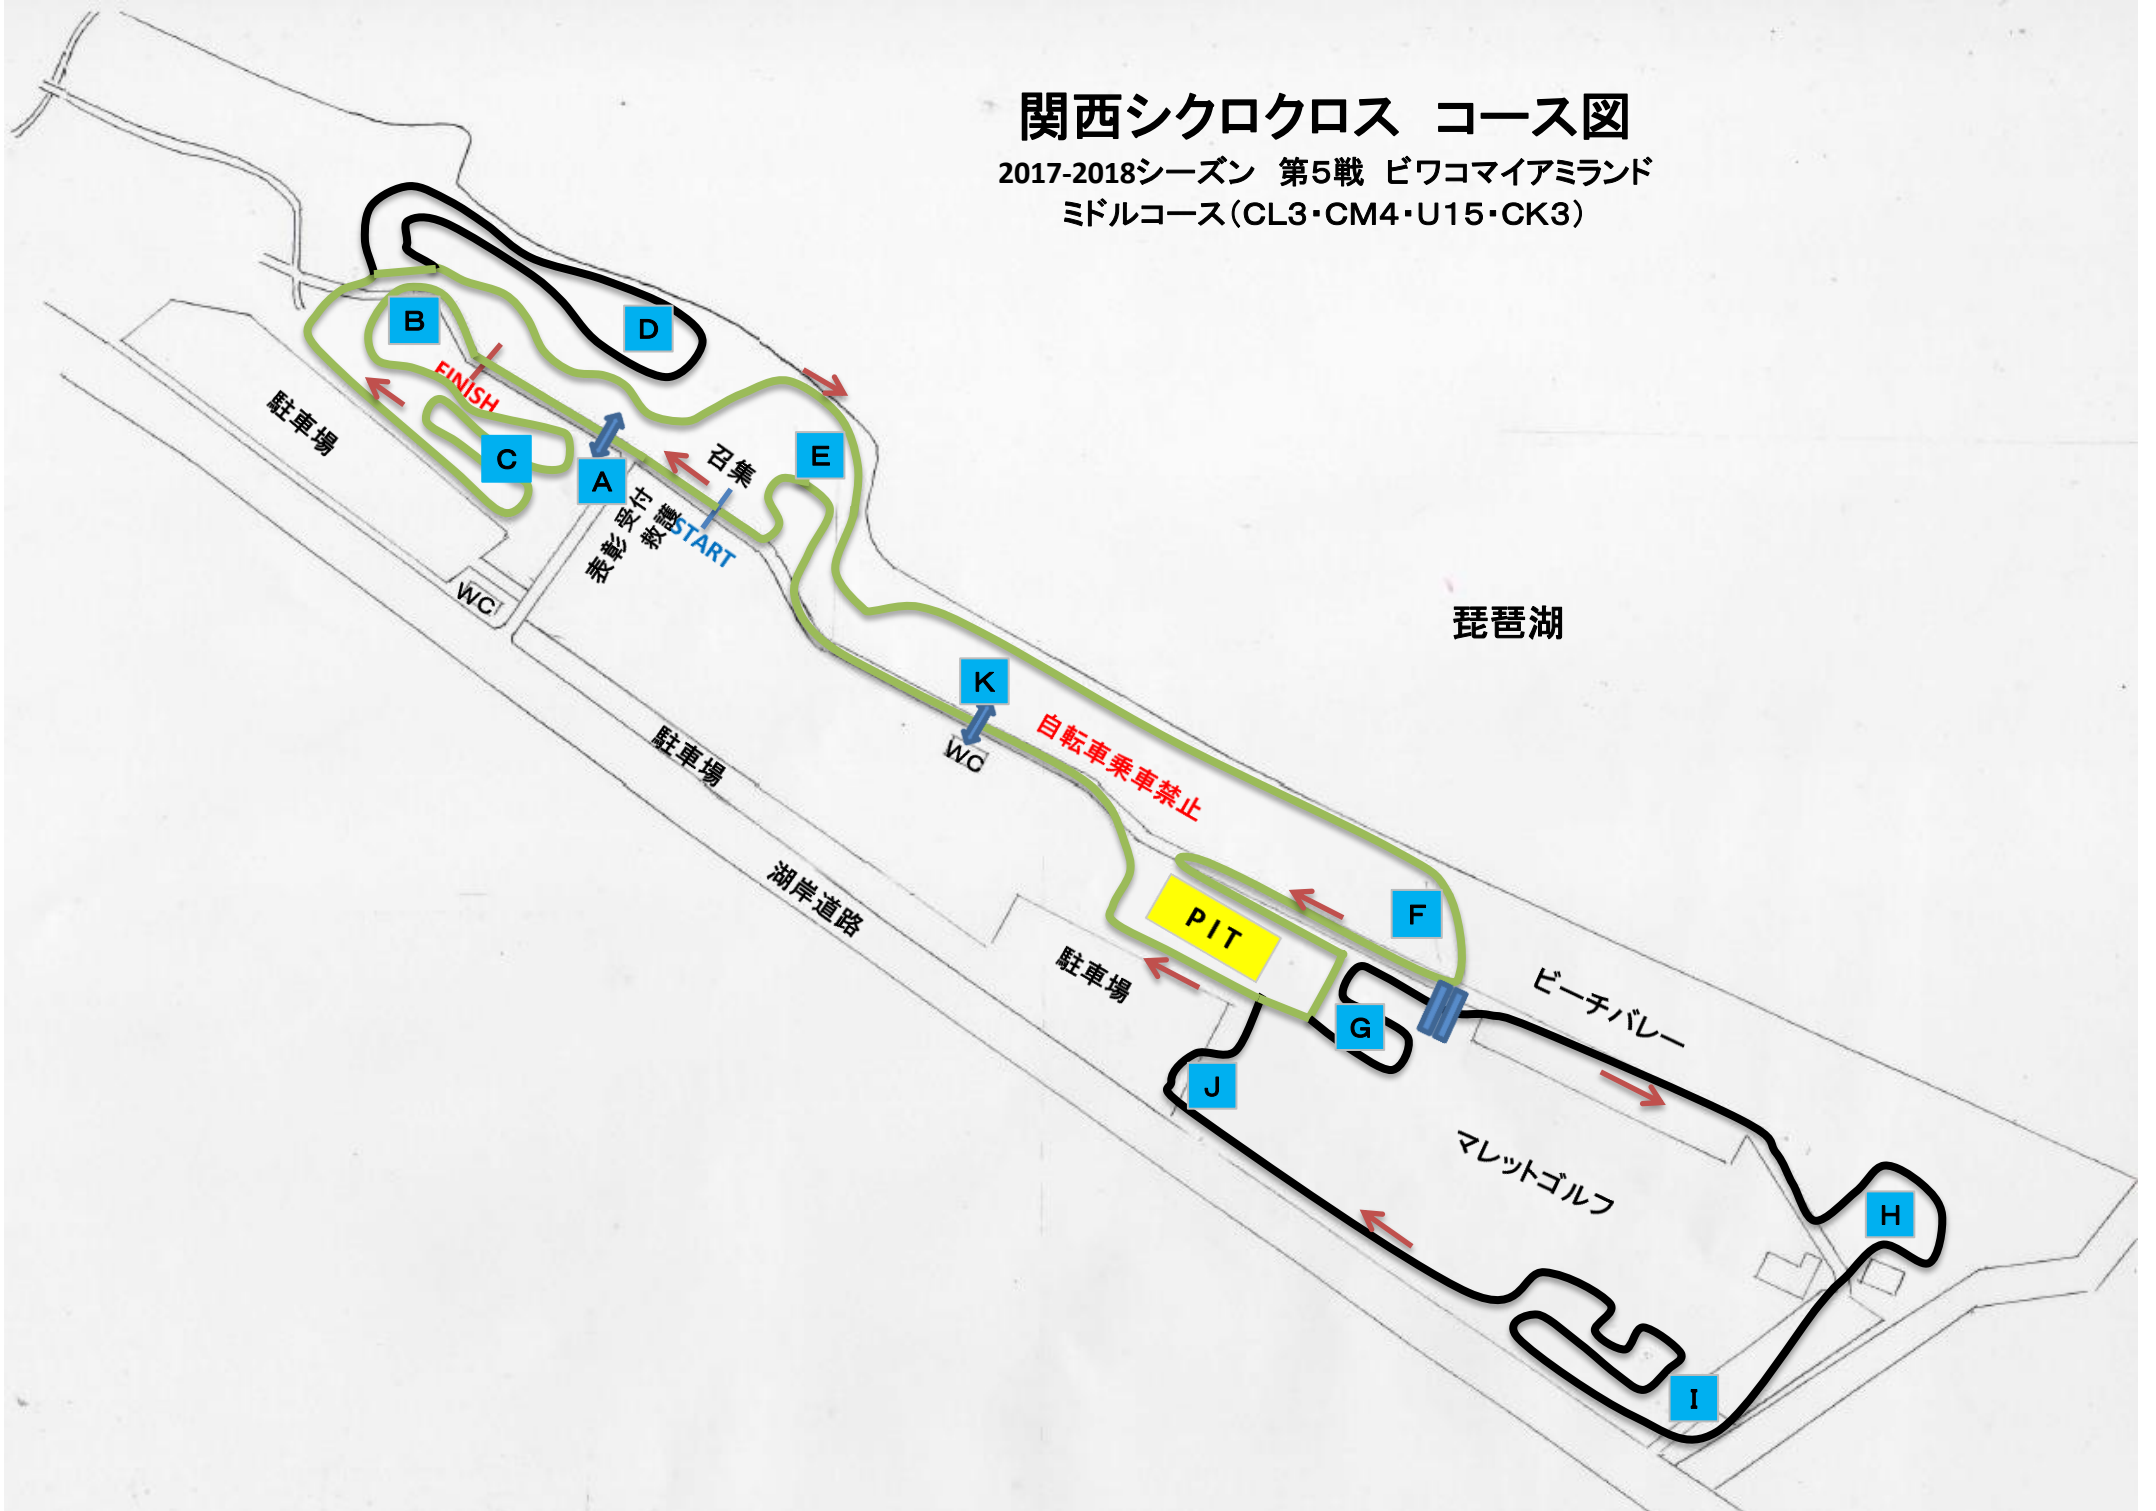 関西シクロクロス　コース図
2017-2018シーズン　第5戦　ビワコマイアミランド
ミドルコース（CL3・CM4・U15・CK3）
B
D
FINISH
駐車場
C
A
召集
E
受付
救護
表彰
START
WC
琵琶湖
K
WC
自転車乗車禁止
駐車場
湖岸道路
PIT
F
駐車場
G
ビーチバレー
J
マレットゴルフ
H
I